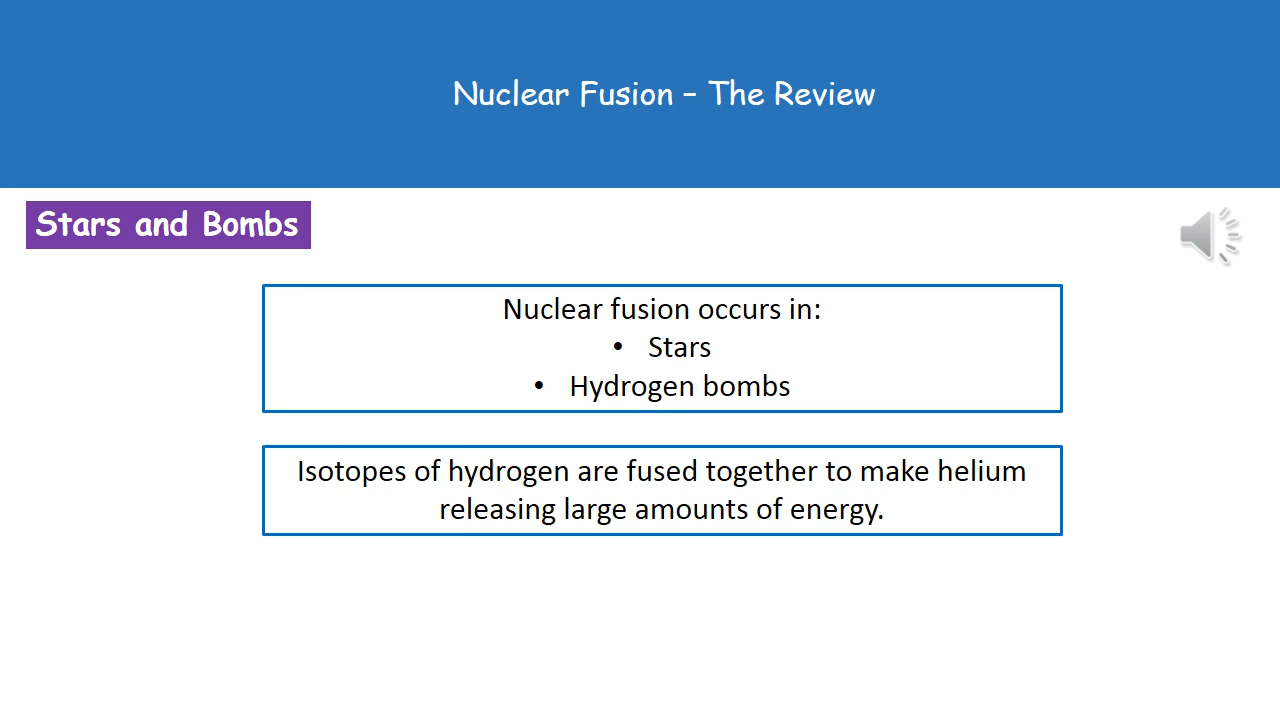 Nuclear Fusion – The Review
Stars and Bombs
Nuclear fusion occurs in:
• Stars
• Hydrogen bombs
Isotopes of hydrogen are fused together to make helium
releasing large amounts of energy.